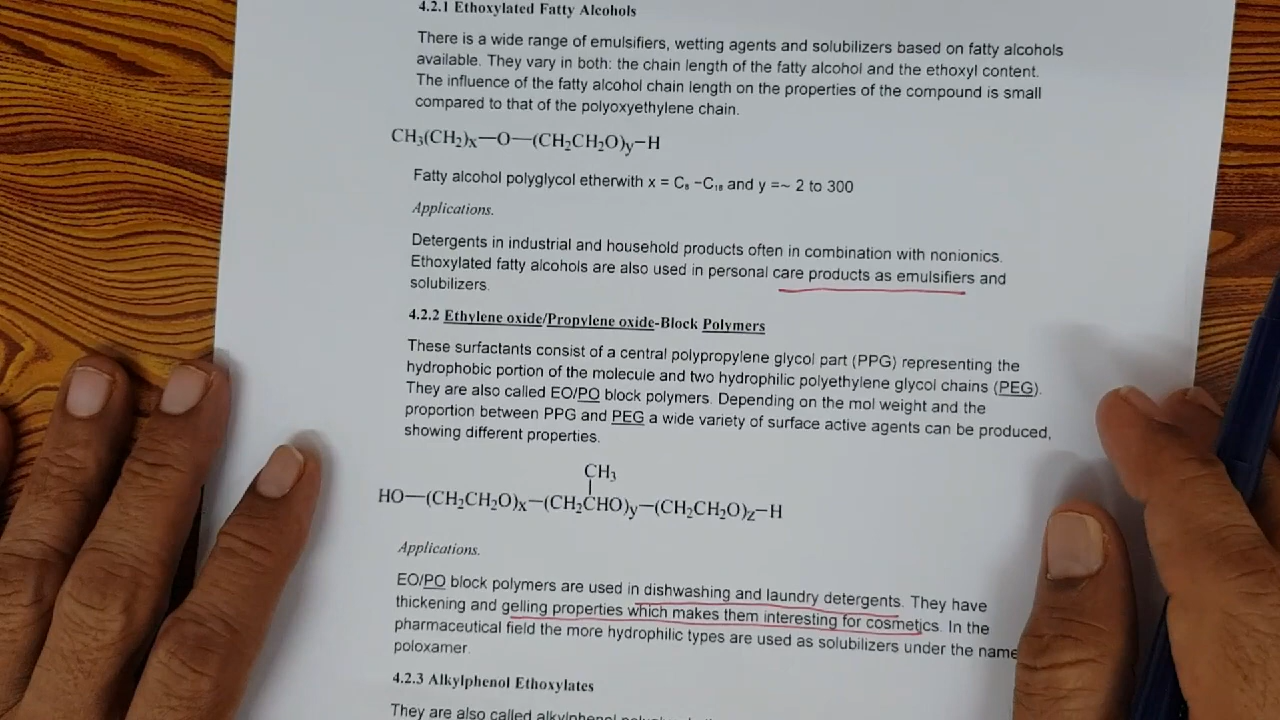 4.2.1 Ethoxylated Fatty Alcohols
There is a wide range of emulsifiers, wetting agents and solubilizers based on fatty alcohols
available. They vary in both: the chain length of the fatty alcohol and the ethoxyl content.
The influence of the fatty alcohol chain length on the properties of the compound is small
compared to that of the polyoxyethylene chain.
CH₃(CH₂)ₓ—O—(CH₂CH₂O)y—H
Fatty alcohol polyglycol etherwith x = C₈ –C₁₈ and y =~ 2 to 300
Applications.
Detergents in industrial and household products often in combination with nonionics.
Ethoxylated fatty alcohols are also used in personal care products as emulsifiers and
solubilizers.
4.2.2 Ethylene oxide/Propylene oxide-Block Polymers
These surfactants consist of a central polypropylene glycol part (PPG) representing the
hydrophobic portion of the molecule and two hydrophilic polyethylene glycol chains (PEG).
They are also called EO/PO block polymers. Depending on the mol weight and the
proportion between PPG and PEG a wide variety of surface active agents can be produced,
showing different properties.
CH₃
HO—(CH₂CH₂O)x—(CH₂CHO)y—(CH₂CH₂O)z—H
Applications.
EO/PO block polymers are used in dishwashing and laundry detergents. They have
thickening and gelling properties which makes them interesting for cosmetics. In the
pharmaceutical field the more hydrophilic types are used as solubilizers under the name
poloxamer.
4.2.3 Alkylphenol Ethoxylates
They are also called alkylphenol